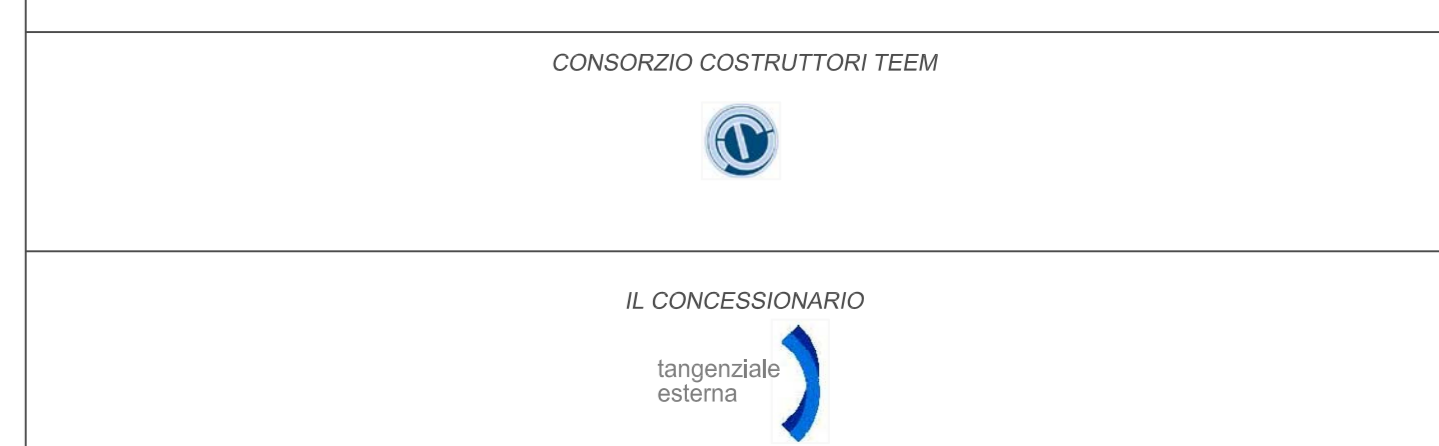 CONSORZIO COSTRUTTORI TEEM
IL CONCESSIONARIO
tangenziale
esterna